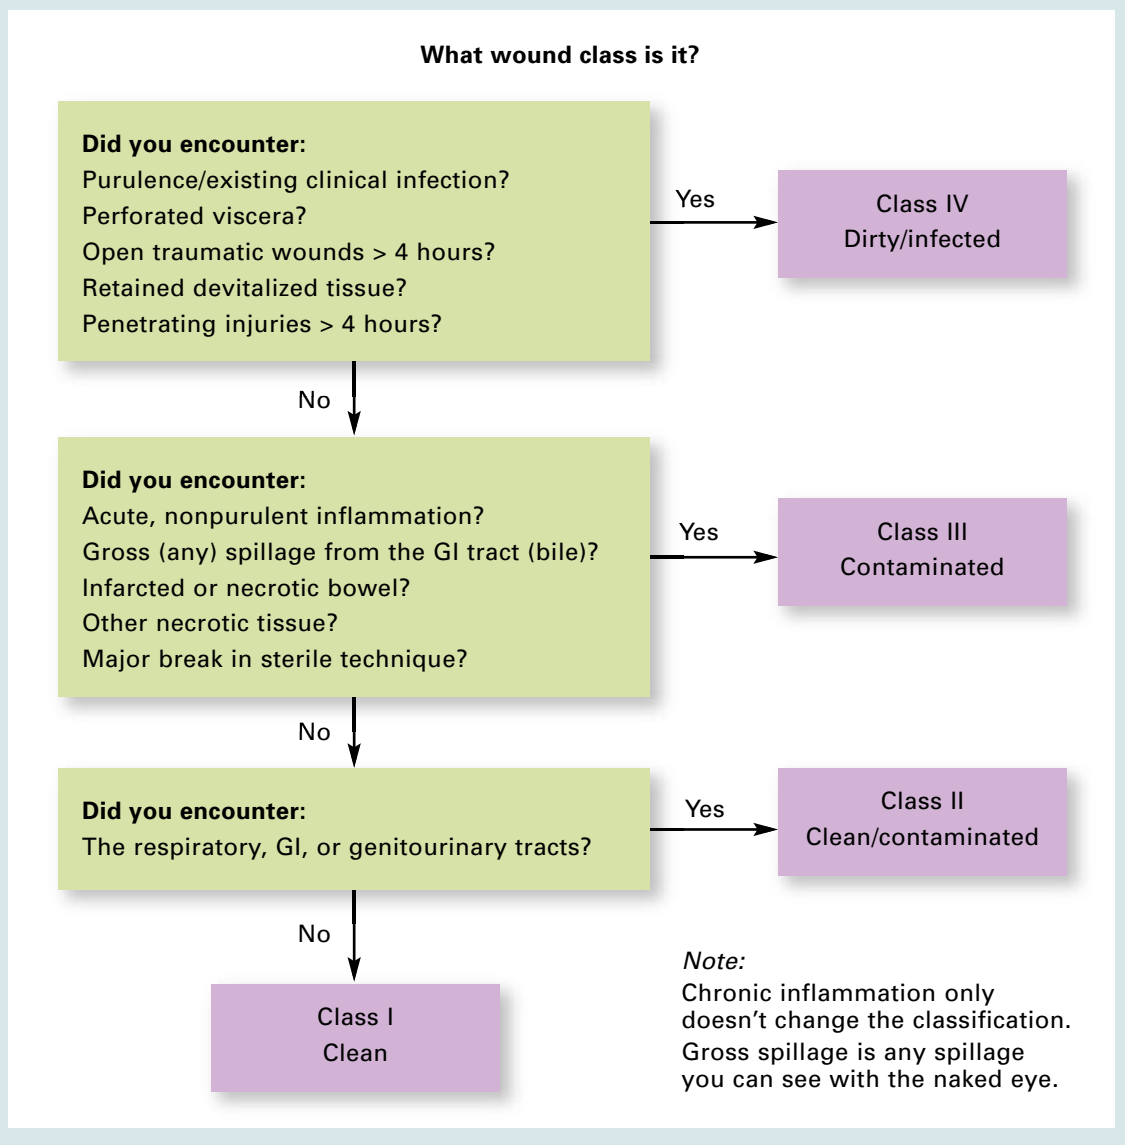 What wound class is it?
Did you encounter:
Purulence/existing clinical infection?
Perforated viscera?
Open traumatic wounds > 4 hours?
Retained devitalized tissue?
Penetrating injuries > 4 hours?
Yes
Class IV
Dirty/infected
No
Did you encounter:
Acute, nonpurulent inflammation?
Gross (any) spillage from the GI tract (bile)?
Infarcted or necrotic bowel?
Other necrotic tissue?
Major break in sterile technique?
Yes
Class III
Contaminated
No
Did you encounter:
The respiratory, GI, or genitourinary tracts?
Yes
Class II
Clean/contaminated
No
Class I
Clean
Note:
Chronic inflammation only
doesn't change the classification.
Gross spillage is any spillage
you can see with the naked eye.